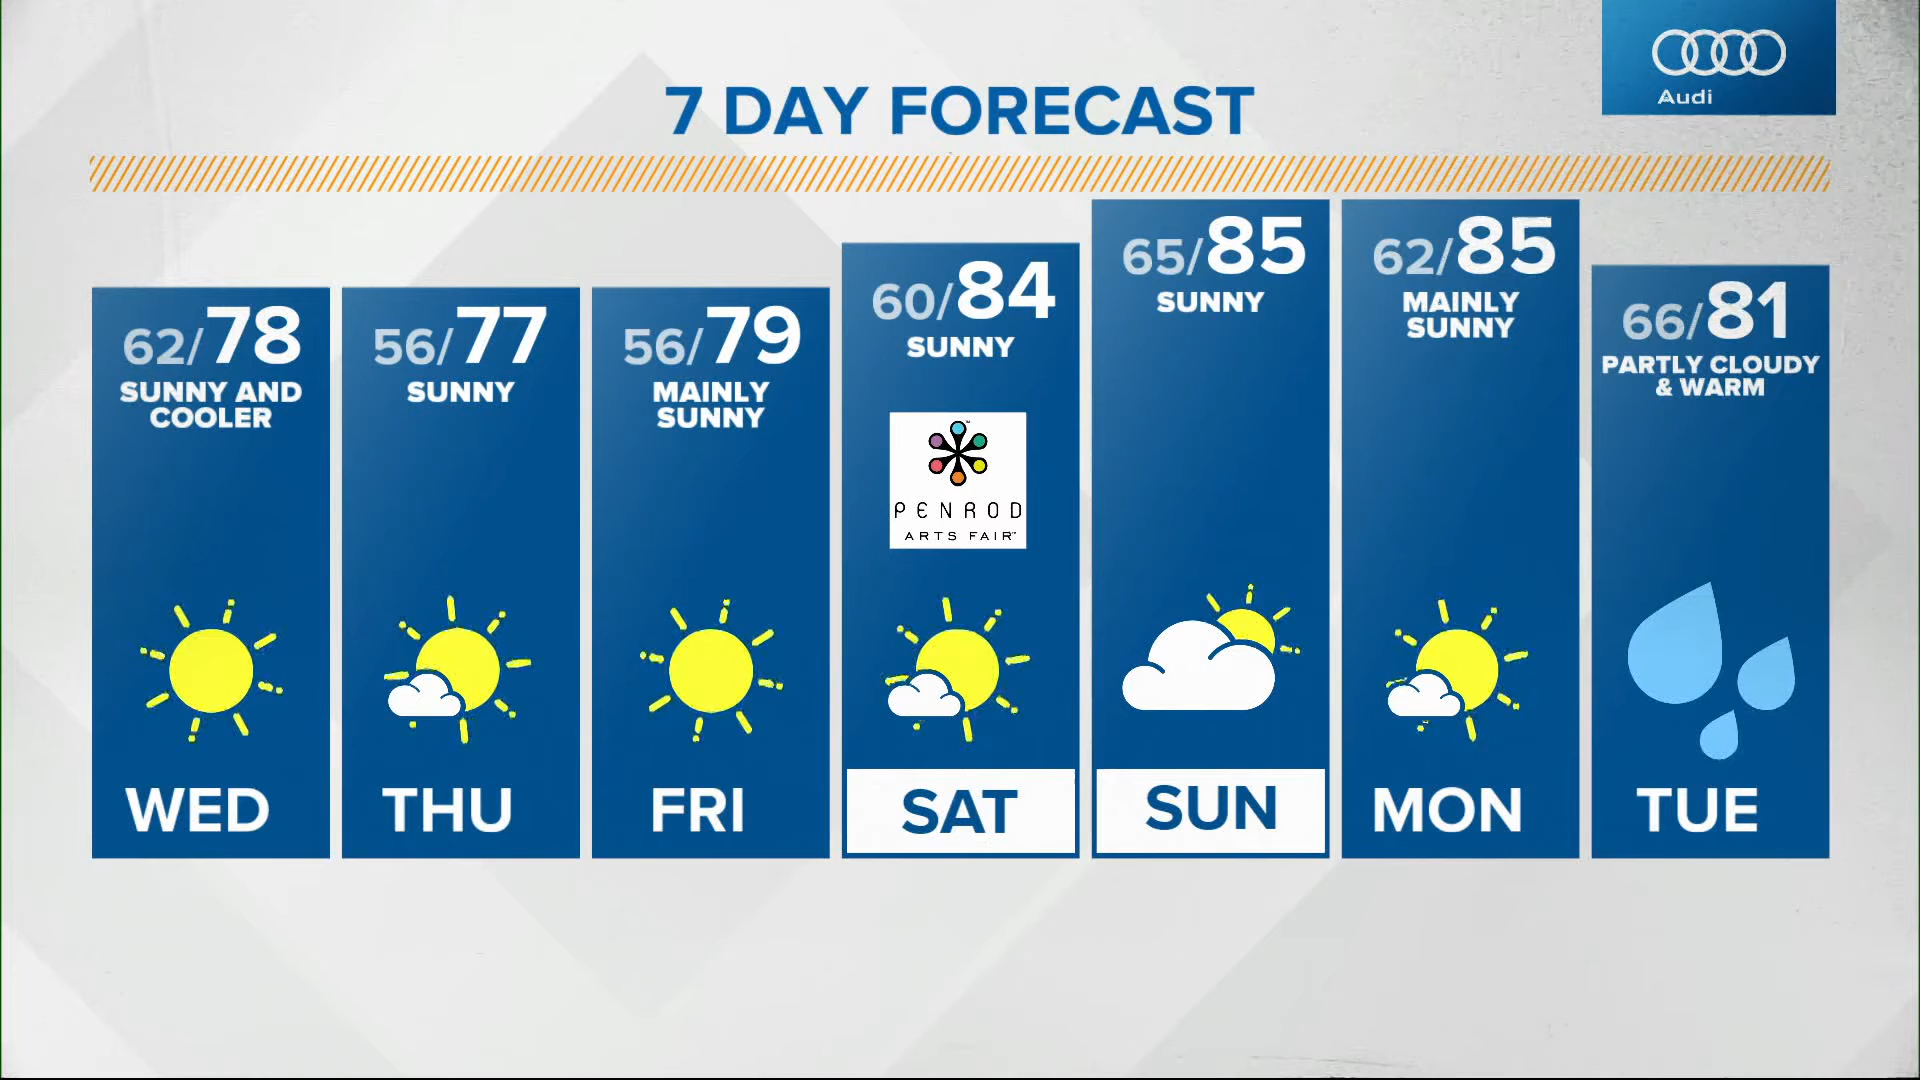 Audi
7 DAY FORECAST
62/78
SUNNY AND
COOLER
WED
56/77
SUNNY
THU
56/79
MAINLY
SUNNY
FRI
60/84
SUNNY
PENROD
ARTS FAIR™
SAT
65/85
SUNNY
SUN
62/85
MAINLY
SUNNY
MON
66/81
PARTLY CLOUDY
& WARM
TUE